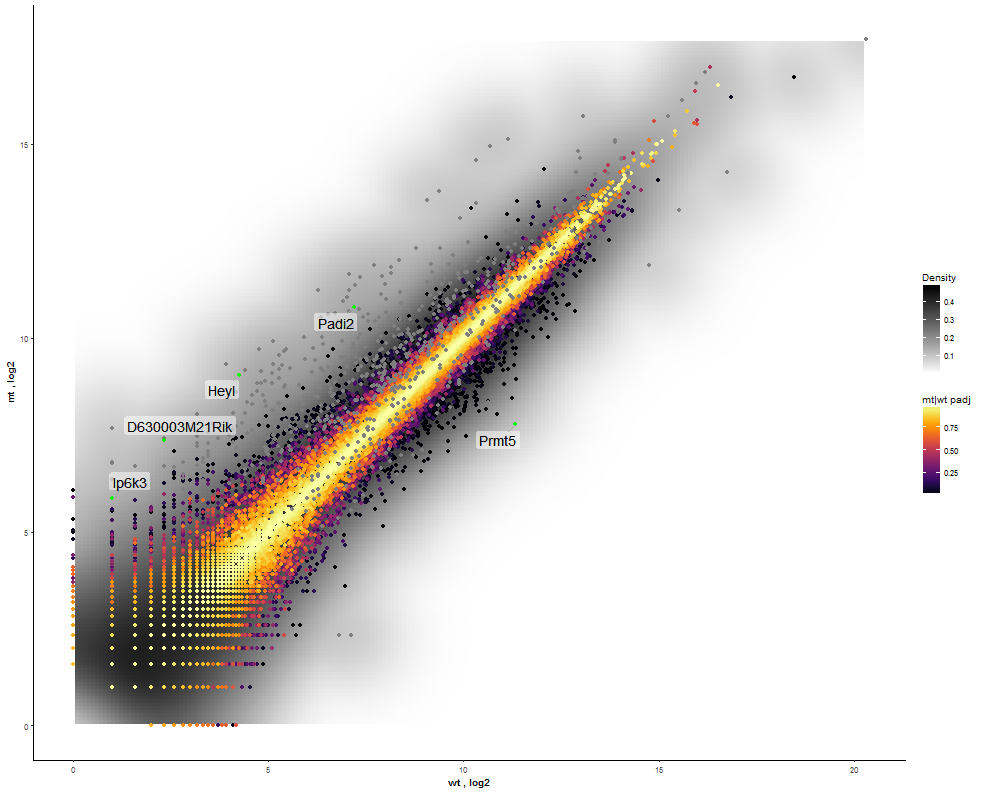 15
10
5
0
mt , log2
Padi2
Heyl
D630003M21Rik
Ip6k3
Prmt5
0
5
10
15
20
wt , log2
Density
0.4
0.3
0.2
0.1
mt|wt padj
0.75
0.50
0.25